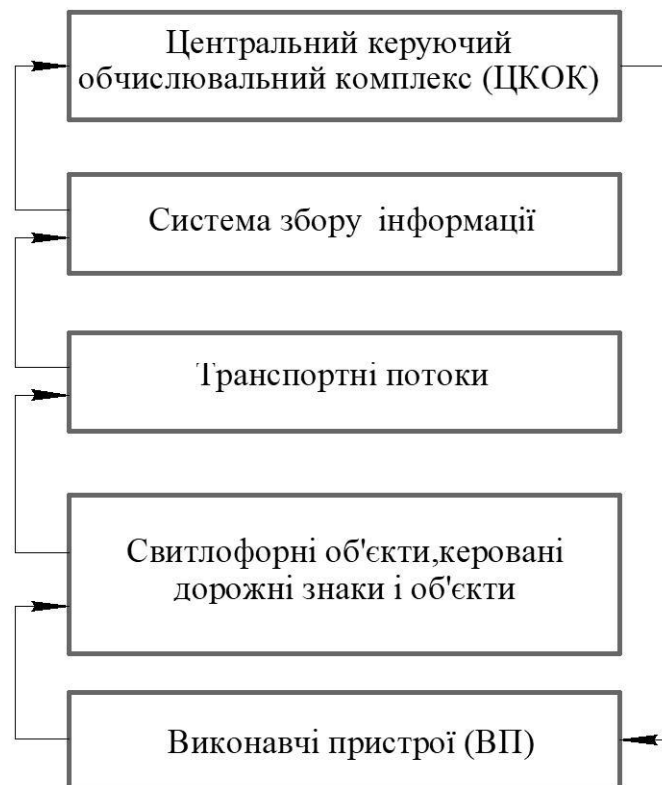 Центральний керуючий
обчислювальний комплекс (ЦКОК)
Система збору інформації
Транспортні потоки
Свитлофорні об'єкти,керовані
дорожні знаки і об'єкти
Виконавчі пристрої (ВП)